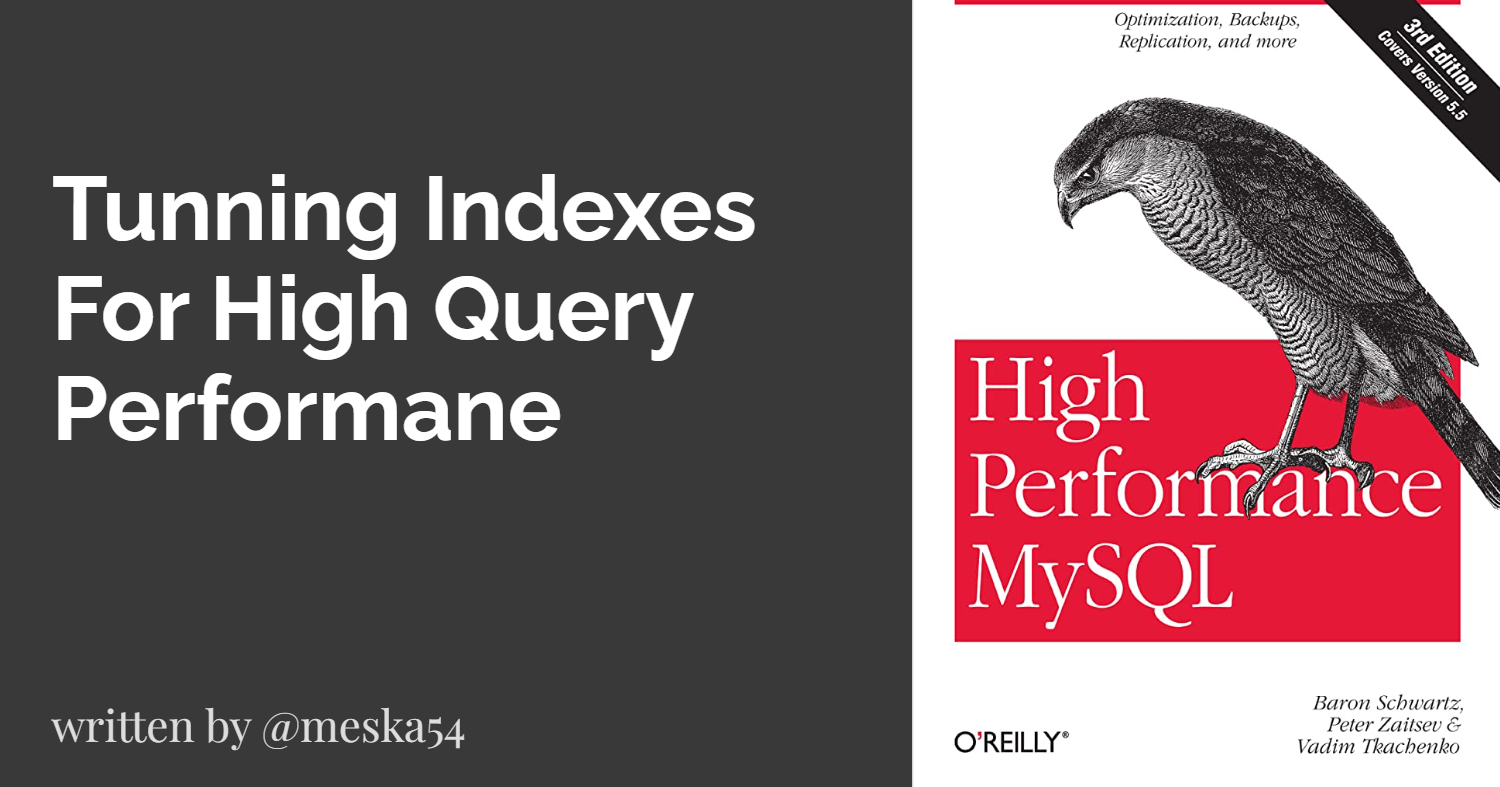 Tunning Indexes
For High Query
Performane
written by @meska54
Optimization, Backups,
Replication, and more
3rd Edition
Covers Version 5.5
High
Performance
MySQL
O'REILLY®
Baron Schwartz,
Peter Zaitsev &
Vadim Tkachenko